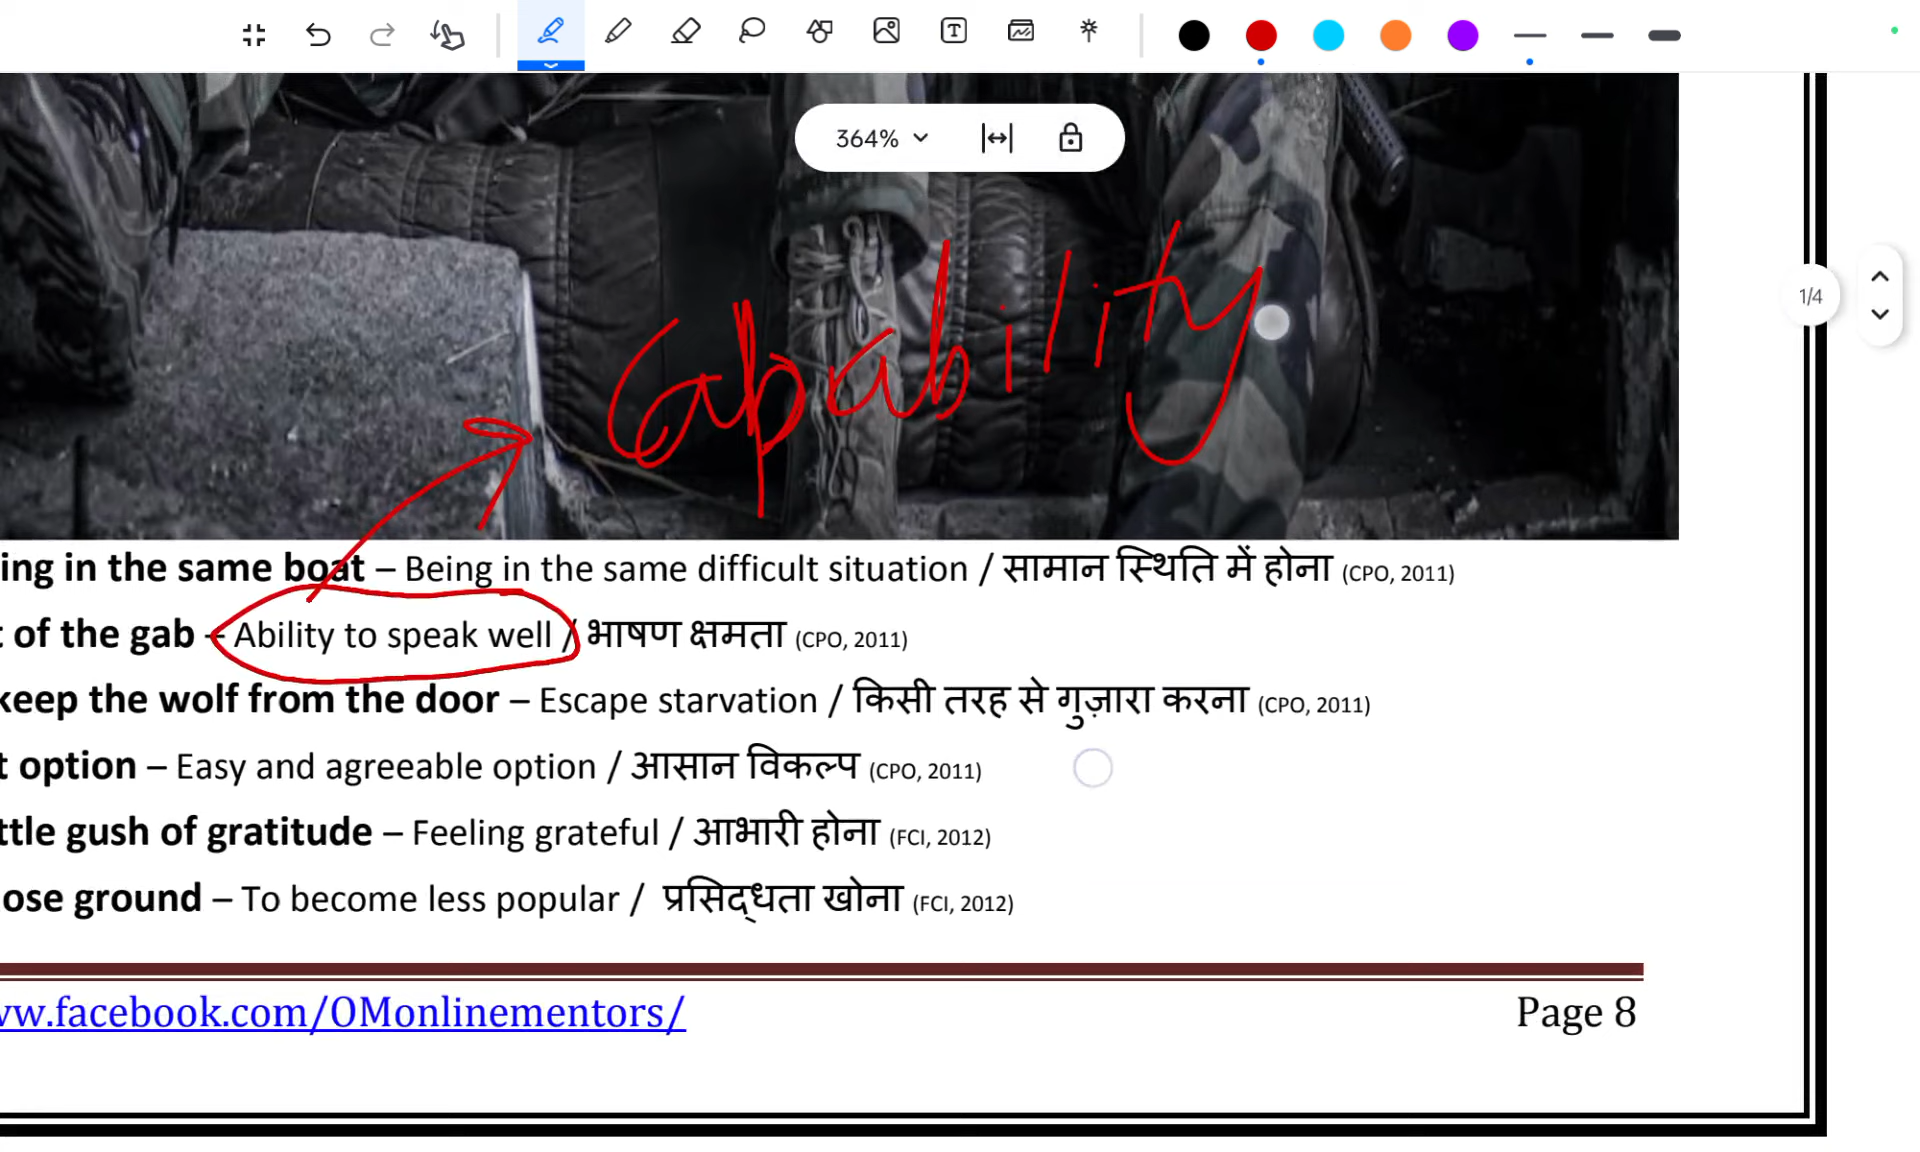 364%
1/4
Capability
ing in the same boat – Being in the same difficult situation / सामान स्थिति में होना (CPO, 2011)
t of the gab – Ability to speak well / भाषण क्षमता (CPO, 2011)
keep the wolf from the door – Escape starvation / किसी तरह से गुज़ारा करना (CPO, 2011)
t option – Easy and agreeable option / आसान विकल्प (CPO, 2011)
ttle gush of gratitude – Feeling grateful / आभारी होना (FCI, 2012)
ose ground – To become less popular / प्रसिद्धता खोना (FCI, 2012)
ww.facebook.com/OMonlinementors/ Page 8